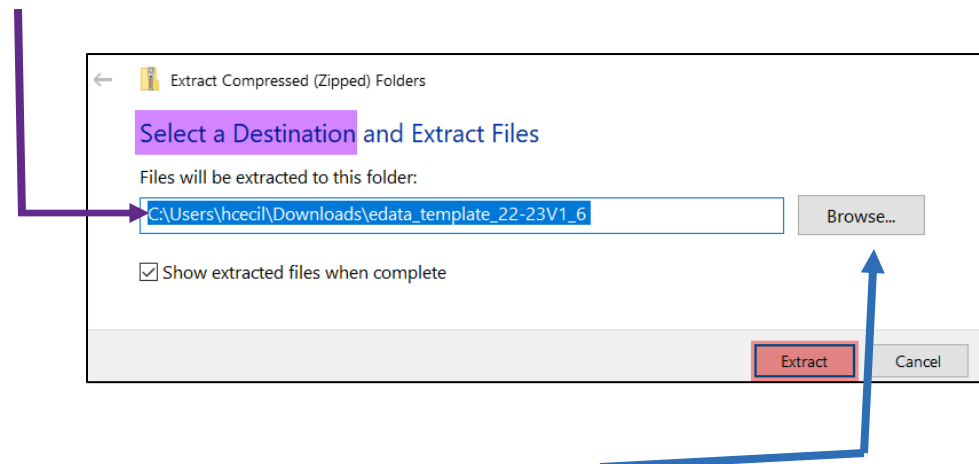 Extract Compressed (Zipped) Folders
Select a Destination and Extract Files
Files will be extracted to this folder:
C:\Users\hcecil\Downloads\edata_template_22-23V1_6
Browse...
Show extracted files when complete
Extract Cancel